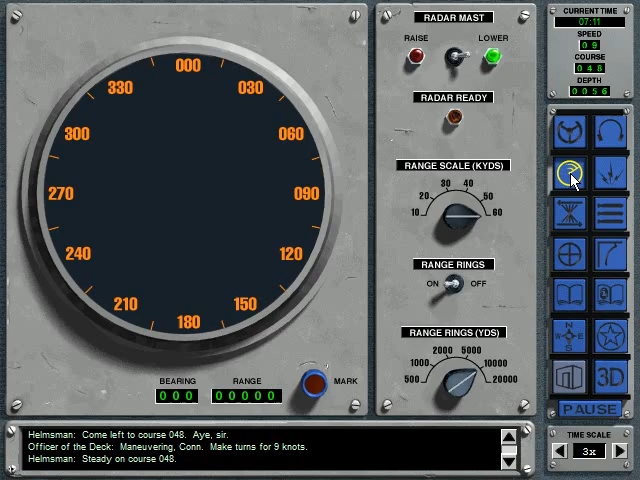 000
330
030
300
060
270
090
240
120
210
150
180
BEARING
RANGE
000
00000
MARK
RADAR MAST
RAISE
LOWER
RADAR READY
RANGE SCALE (KYDS)
30
40
20
50
10
60
RANGE RINGS
ON
OFF
RANGE RINGS (YDS)
2000
5000
1000
10000
500
20000
CURRENT TIME
07:11
SPEED
09
COURSE
048
DEPTH
0056
N
W
E
S
3D
PAUSE
TIME SCALE
3x
Helmsman: Come left to course 048. Aye, sir.
Officer of the Deck: Maneuvering, Conn. Make turns for 9 knots.
Helmsman: Steady on course 048.